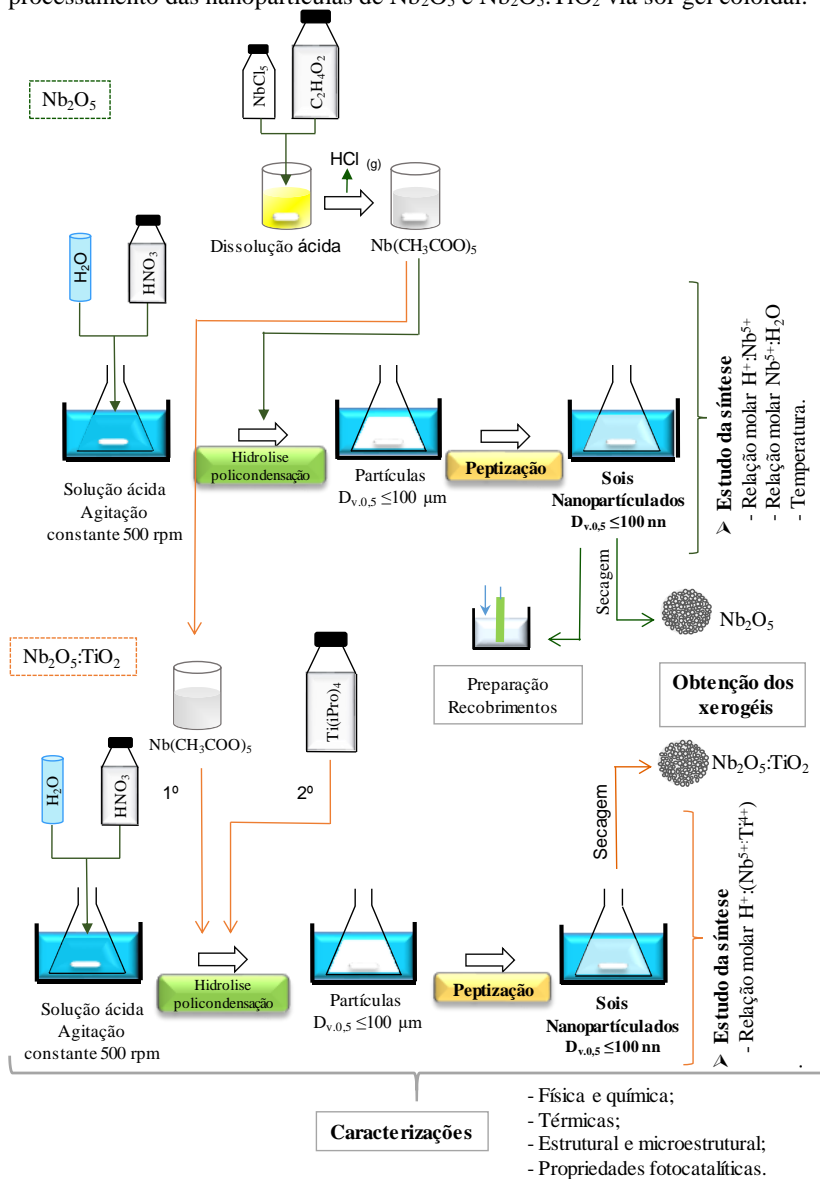 processamento das nanopartículas de Nb₂O₅ e Nb₂O₅:TiO₂ via sol-gel coloidal.
Nb₂O₅
NbCl₅
C₂H₄O₂
HCl (g)
Dissolução ácida
Nb(CH₃COO)₅
H₂O
HNO₃
Solução ácida
Agitação
constante 500 rpm
Hidrolise
policondensação
Partículas
D_v.0,5 ≤100 μm
Peptização
Sois
Nanopartículados
D_v.0,5 ≤100 nn
➢ Estudo da síntese
- Relação molar H⁺:Nb⁵⁺
- Relação molar Nb⁵⁺:H₂O
- Temperatura.
Secagem
Nb₂O₅
Preparação
Recobrimentos
Obtenção dos
xerogéis
Nb₂O₅:TiO₂
Nb(CH₃COO)₅
Ti(iPro)₄
1º
2º
H₂O
HNO₃
Solução ácida
Agitação
constante 500 rpm
Hidrolise
policondensação
Partículas
D_v.0,5 ≤100 μm
Peptização
Sois
Nanopartículados
D_v.0,5 ≤100 nn
Secagem
Nb₂O₅:TiO₂
➢ Estudo da síntese
- Relação molar H⁺:(Nb⁵⁺:Ti⁴⁺)
.
Caracterizações
- Física e química;
- Térmicas;
- Estrutural e microestrutural;
- Propriedades fotocatalíticas.